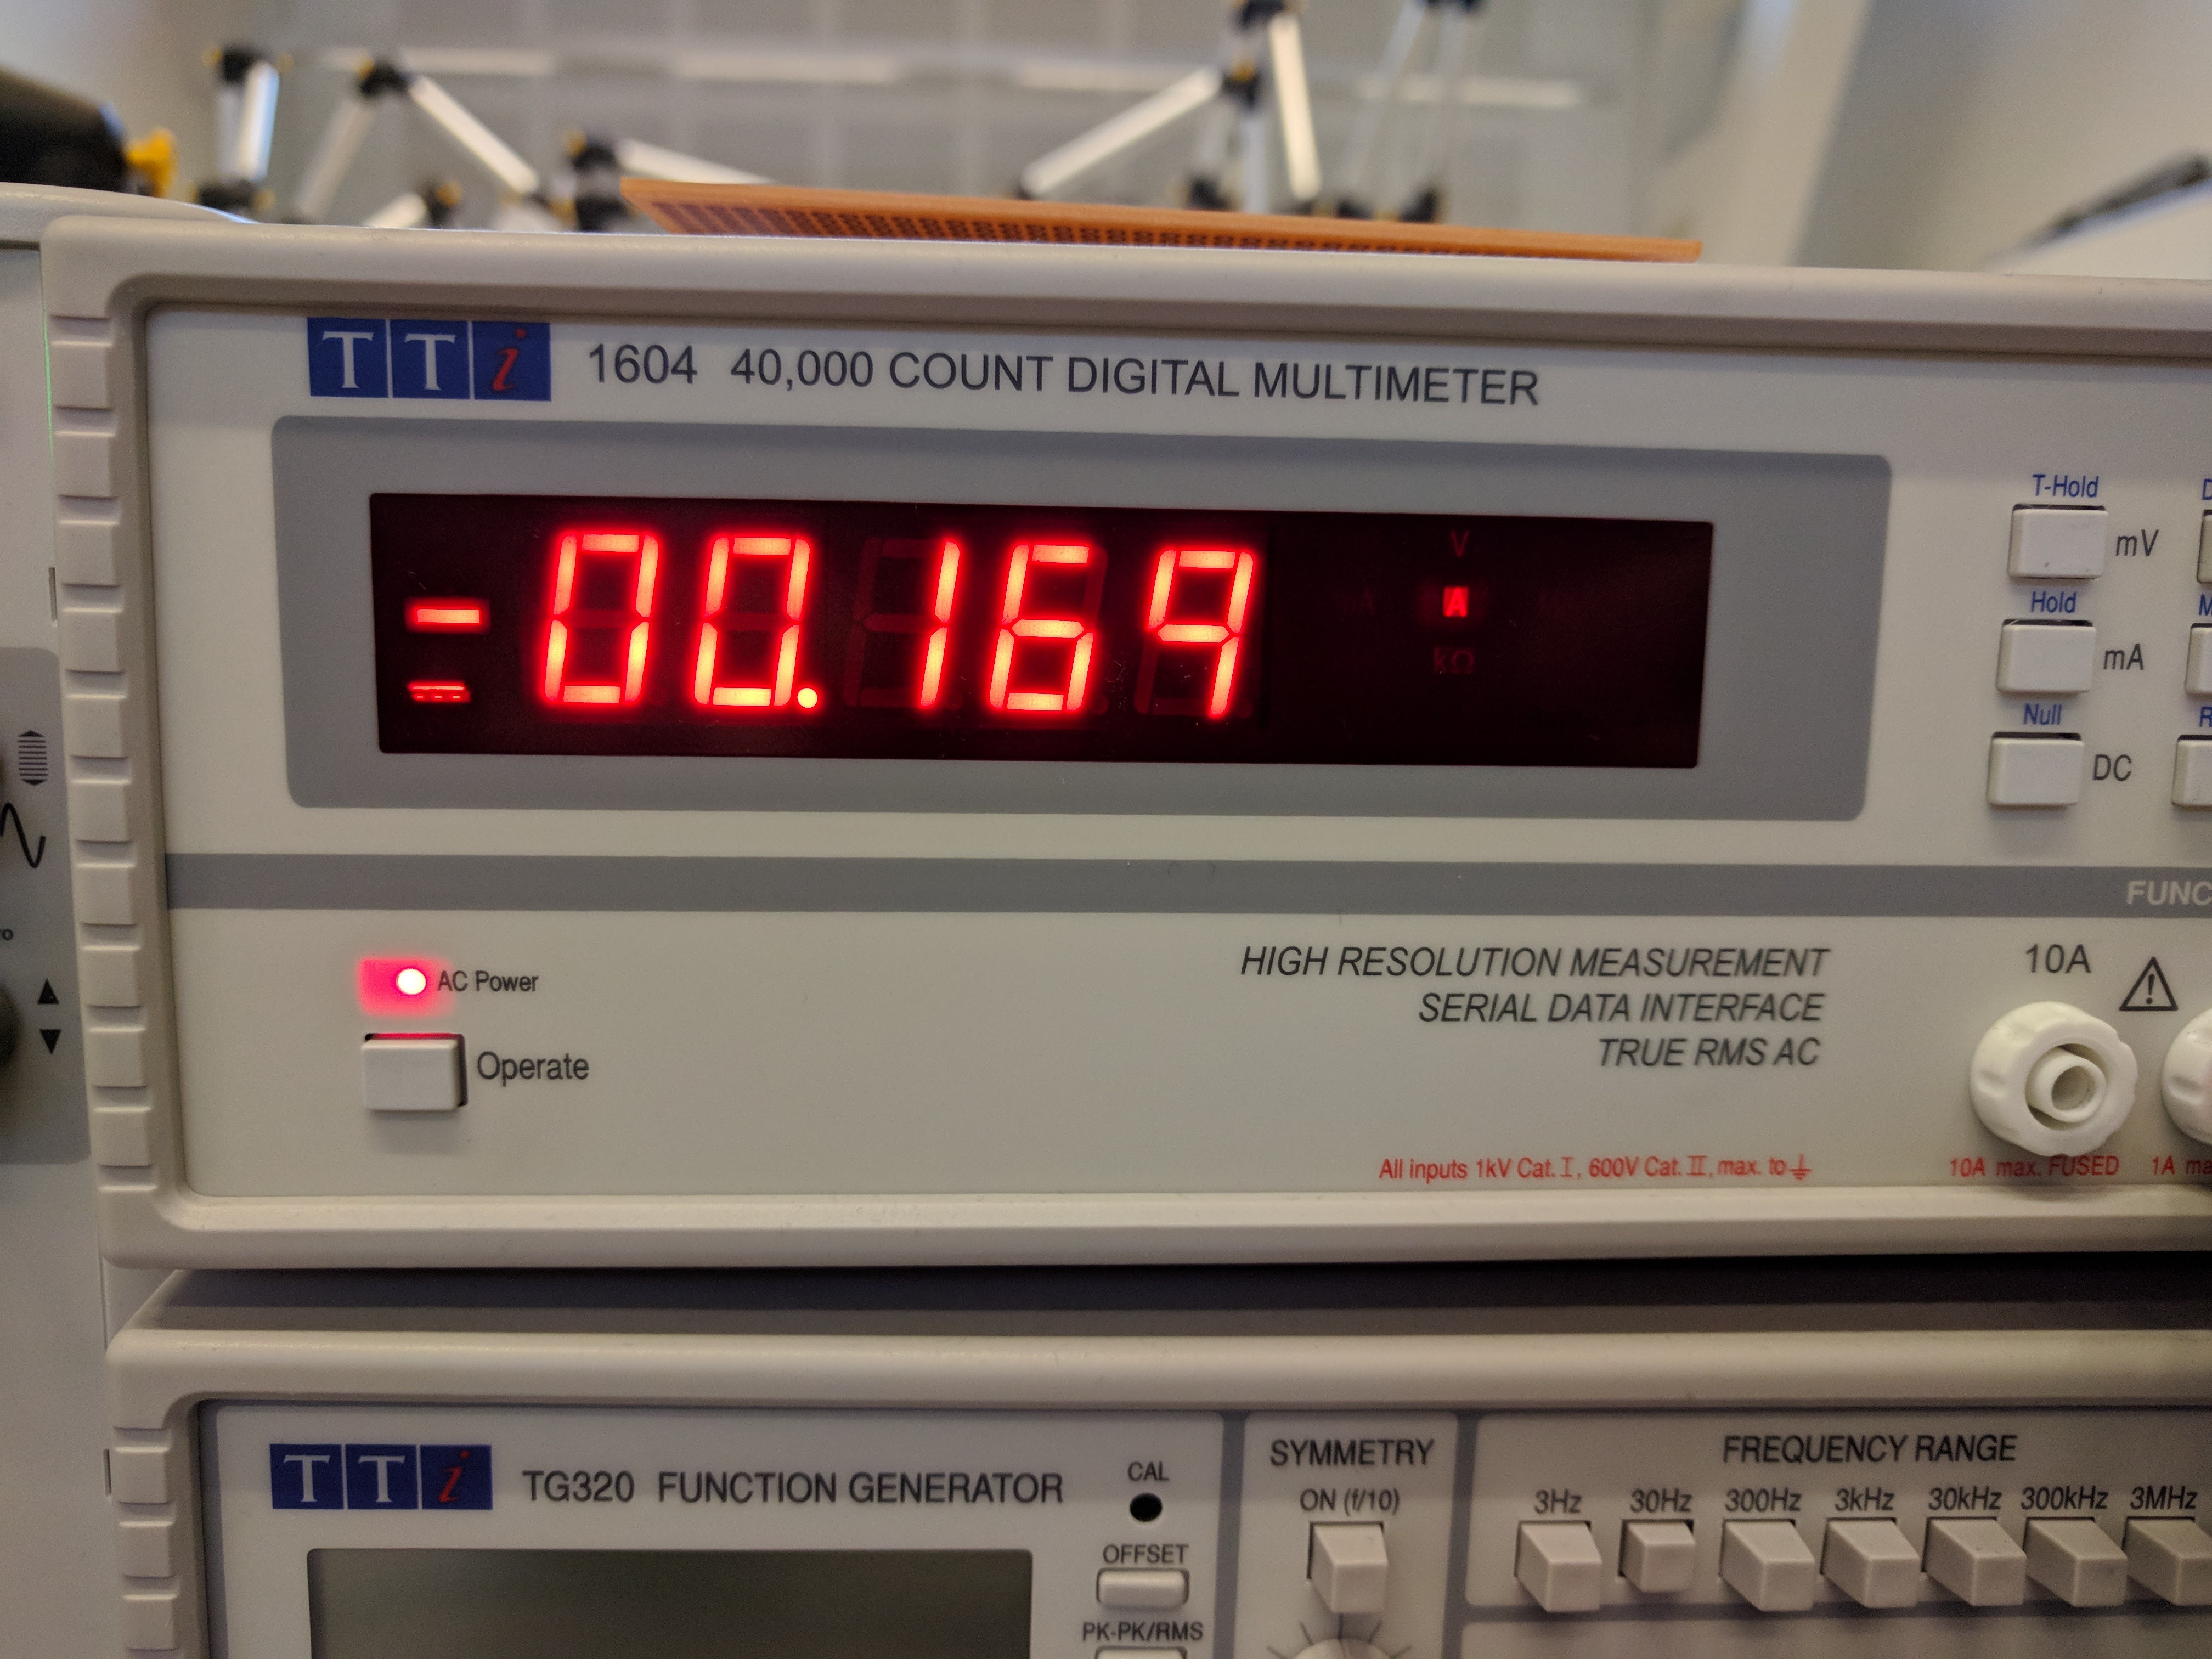 TTi 1604 40,000 COUNT DIGITAL MULTIMETER
-00.169
V
A
kΩ
T-Hold
mV
Hold
mA
Null
DC
AC Power
Operate
HIGH RESOLUTION MEASUREMENT
SERIAL DATA INTERFACE
TRUE RMS AC
10A
All inputs 1kV Cat. I, 600V Cat. II, max. to
10A max. FUSED 1A
TTi TG320 FUNCTION GENERATOR
CAL
OFFSET
PK-PK/RMS
SYMMETRY
ON (f/10)
FREQUENCY RANGE
3Hz 30Hz 300Hz 3kHz 30kHz 300kHz 3MHz